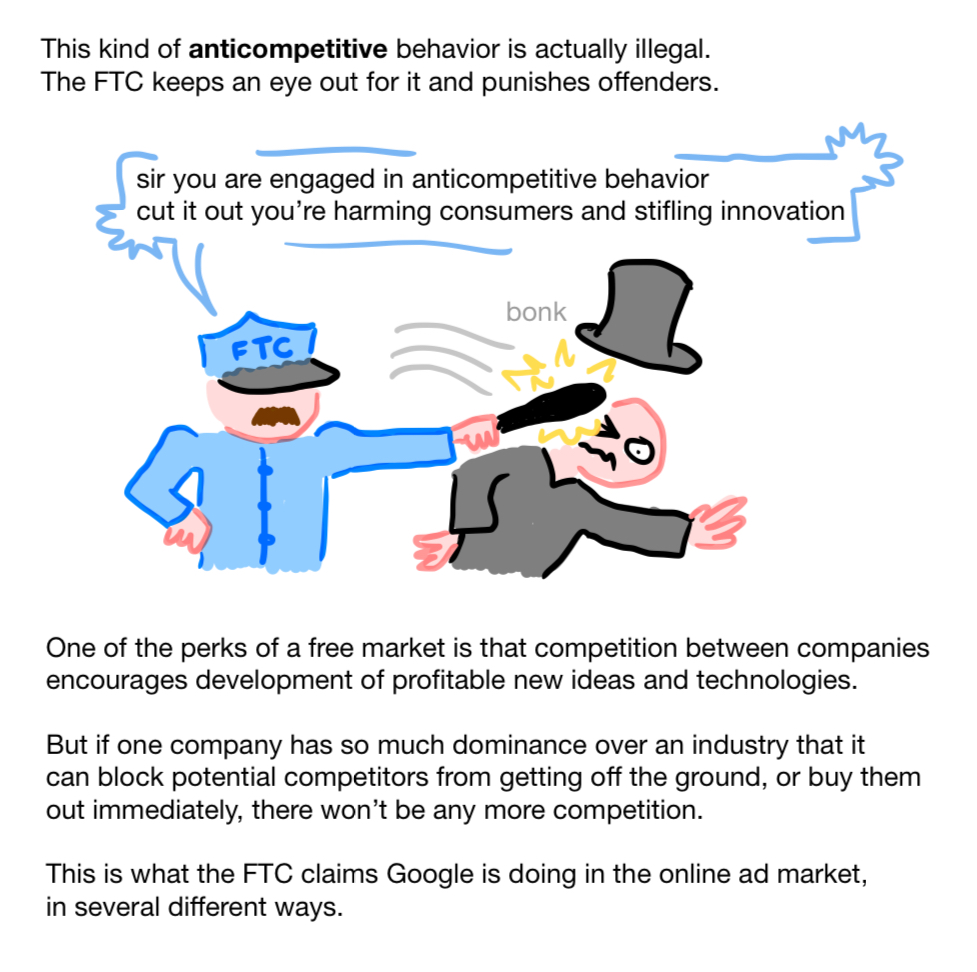 This kind of anticompetitive behavior is actually illegal.
The FTC keeps an eye out for it and punishes offenders.
sir you are engaged in anticompetitive behavior
cut it out you’re harming consumers and stifling innovation
bonk
FTC
One of the perks of a free market is that competition between companies
encourages development of profitable new ideas and technologies.
But if one company has so much dominance over an industry that it
can block potential competitors from getting off the ground, or buy them
out immediately, there won’t be any more competition.
This is what the FTC claims Google is doing in the online ad market,
in several different ways.